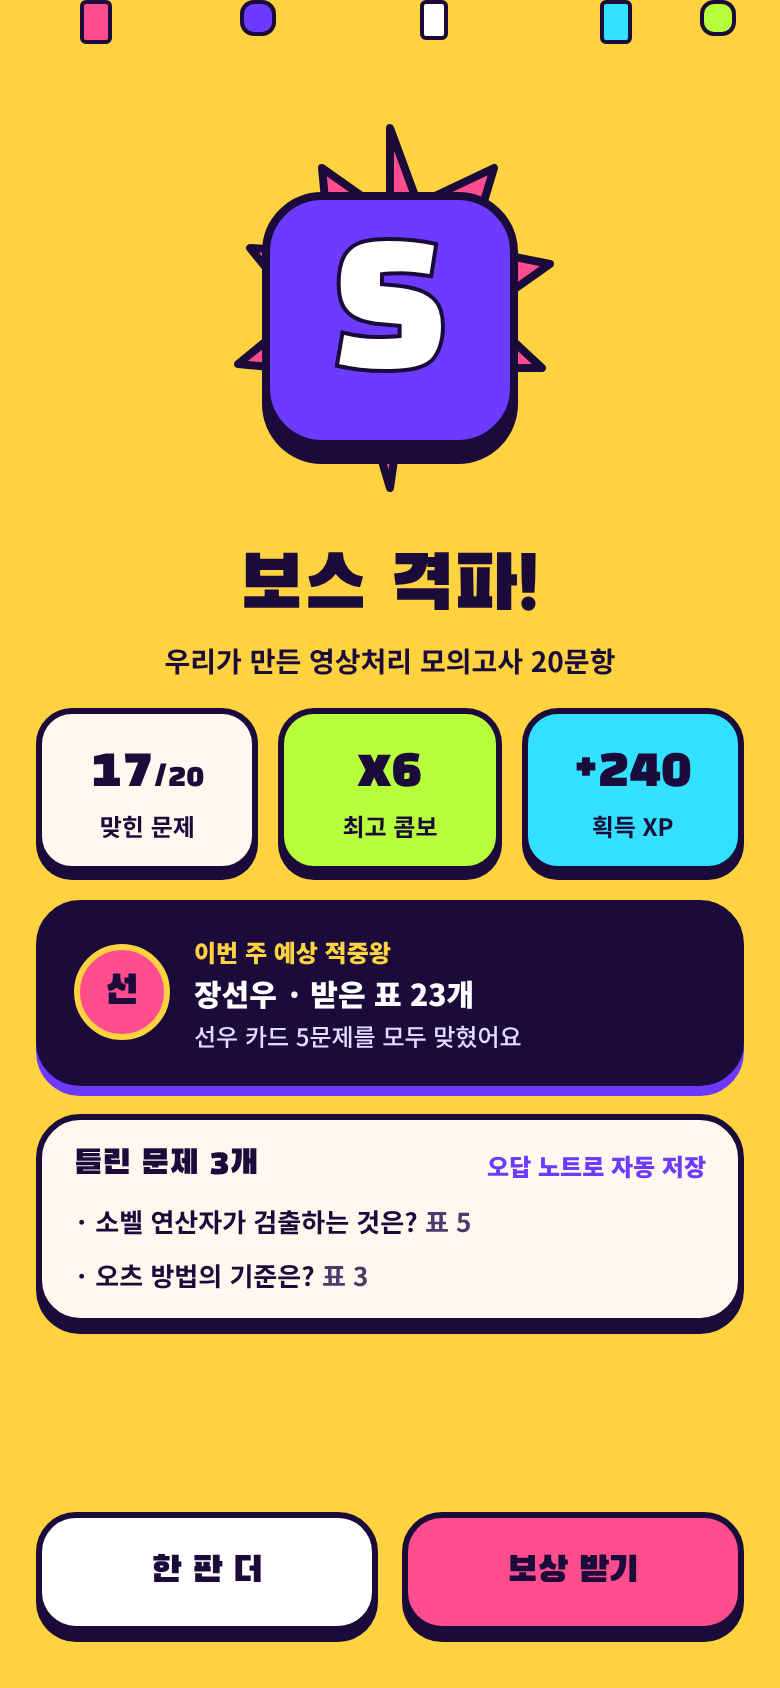 S
보스 격파!
우리가 만든 영상처리 모의고사 20문항
17/20
맞힌 문제
X6
최고 콤보
+240
획득 XP
선
이번 주 예상 적중왕
장선우 · 받은 표 23개
선우 카드 5문제를 모두 맞혔어요
틀린 문제 3개
오답 노트로 자동 저장
· 소벨 연산자가 검출하는 것은? 표 5
· 오츠 방법의 기준은? 표 3
한 판 더
보상 받기